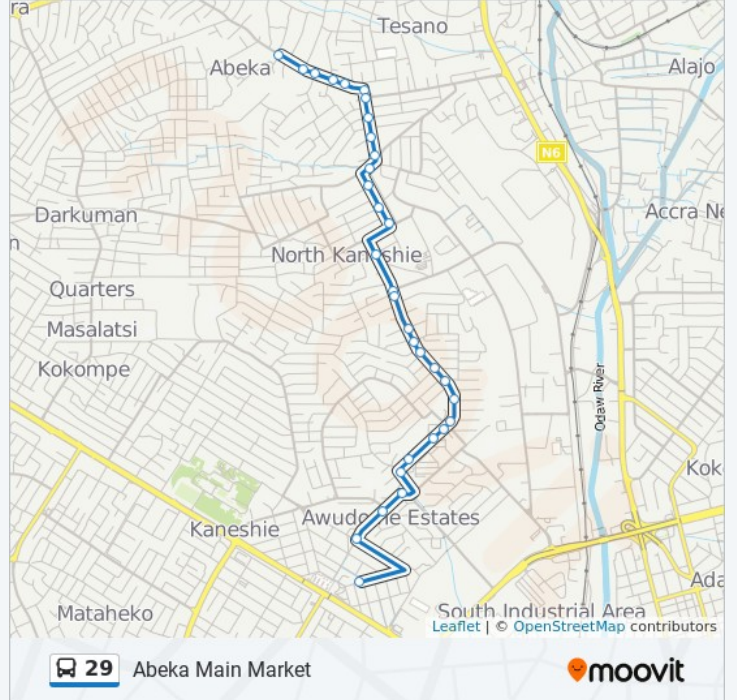 ra
Tesano
Abeka
Alajo
N6
Darkuman
Accra Ne
n
North Kaneshie
Quarters
Masalatsi
Kokompe
Odaw River
Kok
Awudome Estates
Kaneshie
Ada
Mataheko
South Industrial Area
Leaflet | © OpenStreetMap contributors
29 Abeka Main Market
moovit